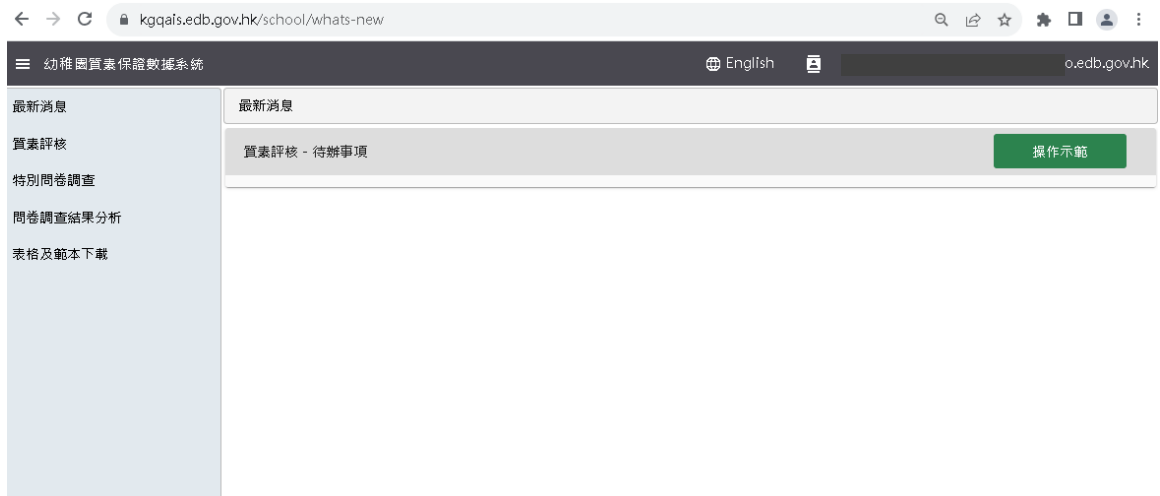 kgqais.edb.gov.hk/school/whats-new
幼稚園質素保證數據系統 English o.edb.gov.hk
最新消息
質素評核
特別問卷調查
問卷調查結果分析
表格及範本下載
最新消息
質素評核 - 待辦事項 操作示範